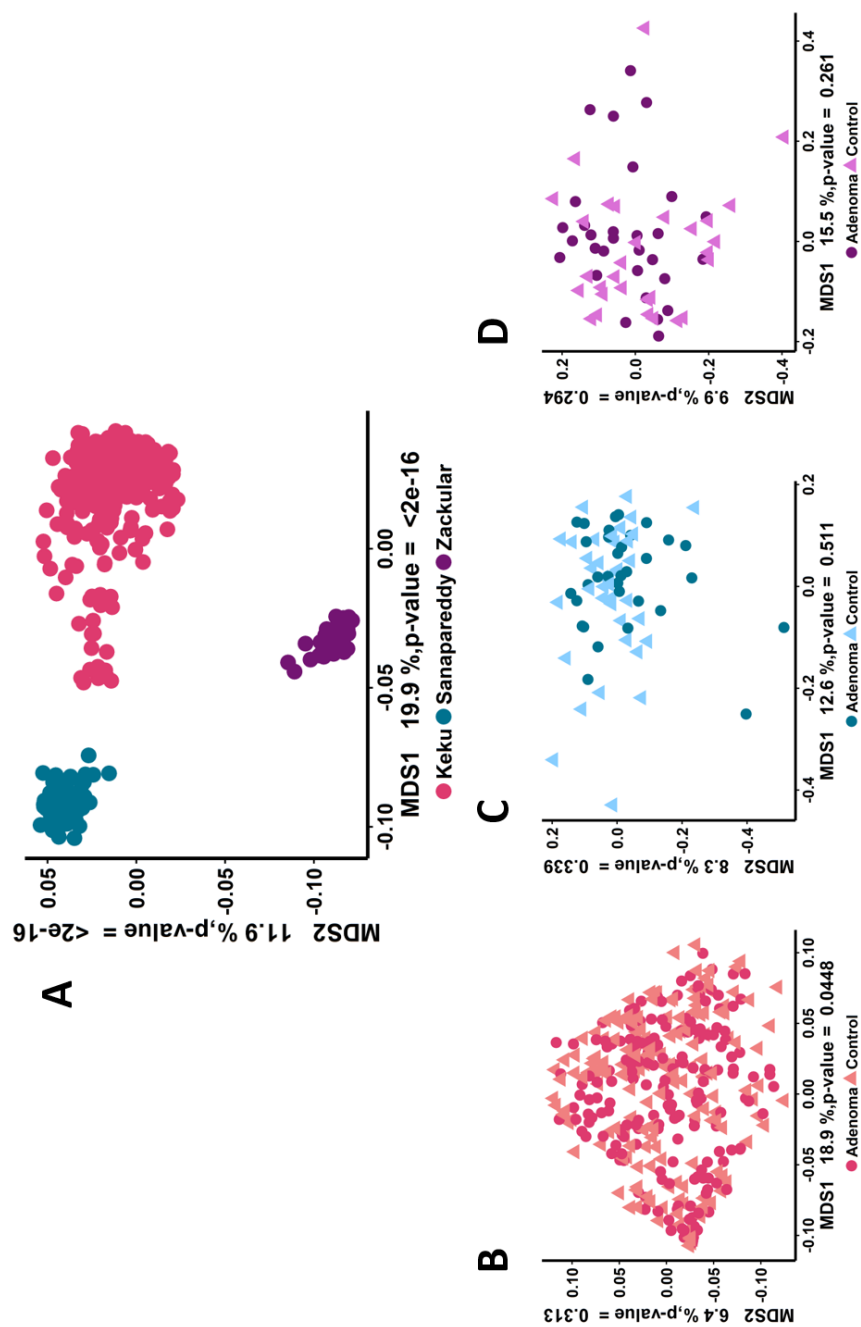 A
MDS2 11.9 %,p-value = <2e-16
0.05
0.00
-0.05
-0.10
-0.10
-0.05
0.00
MDS1 19.9 %,p-value = <2e-16
Keku Sanapareddy Zackular
B
MDS2 6.4 %,p-value = 0.313
0.10
0.05
0.00
-0.05
-0.10
-0.10
-0.05
0.00
0.05
0.10
MDS1 18.9 %,p-value = 0.0448
Adenoma Control
C
MDS2 8.3 %,p-value = 0.339
0.2
0.0
-0.2
-0.4
-0.4
-0.2
0.0
0.2
MDS1 12.6 %,p-value = 0.511
Adenoma Control
D
MDS2 9.9 %,p-value = 0.294
0.2
0.0
-0.2
-0.4
-0.2
0.0
0.2
0.4
MDS1 15.5 %,p-value = 0.261
Adenoma Control